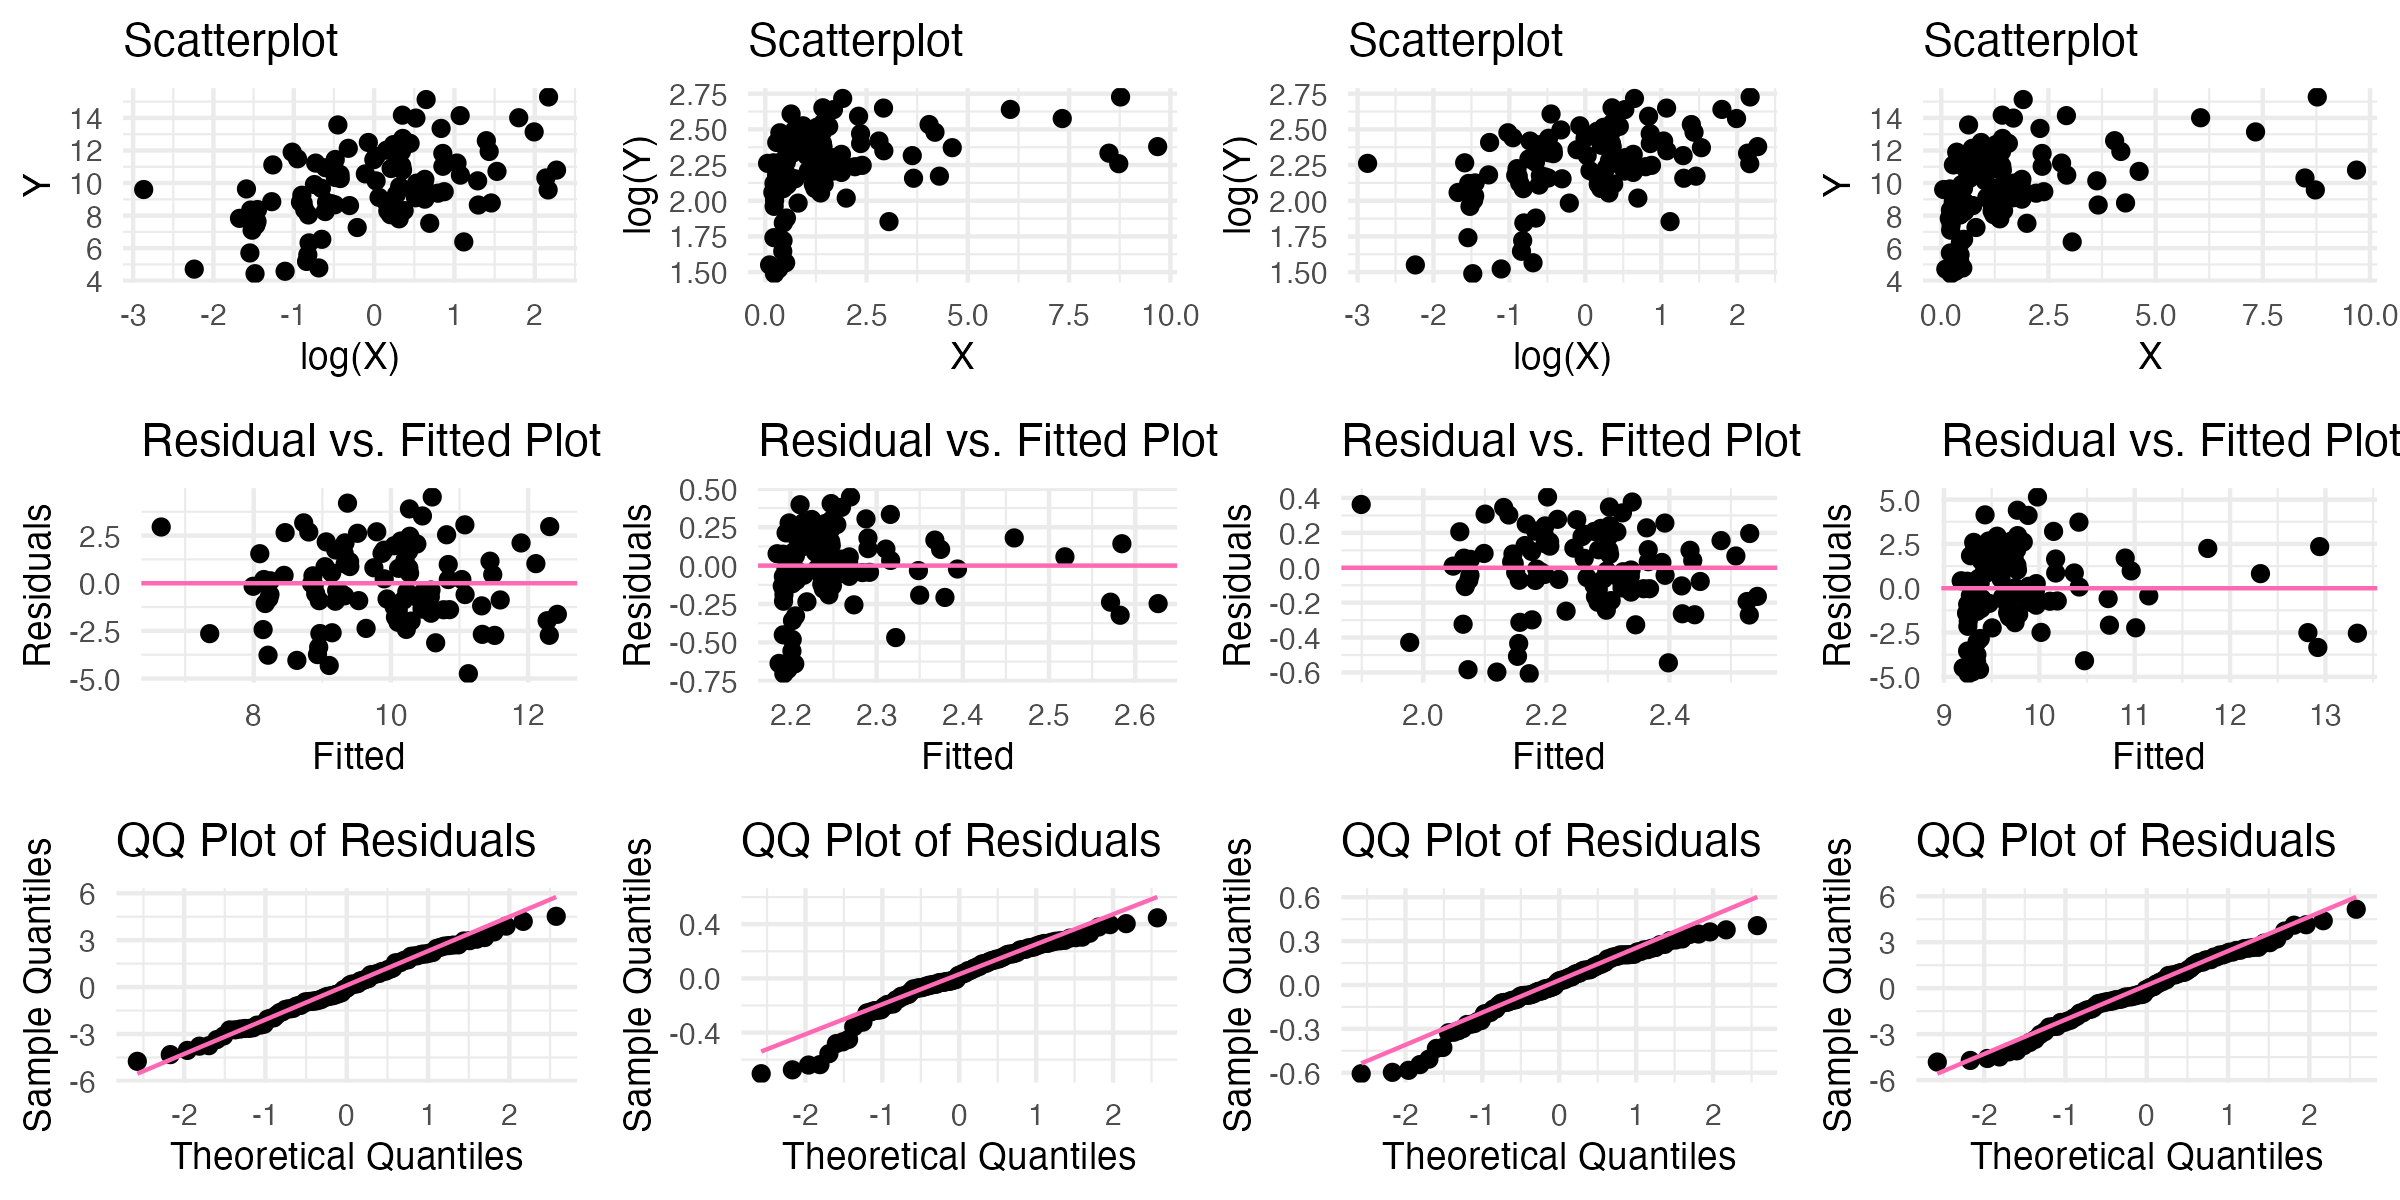 Scatterplot
Y
14
12
10
8
6
4
-3 -2 -1 0 1 2
log(X)
Scatterplot
log(Y)
2.75
2.50
2.25
2.00
1.75
1.50
0.0 2.5 5.0 7.5 10.0
X
Scatterplot
log(Y)
2.75
2.50
2.25
2.00
1.75
1.50
-3 -2 -1 0 1 2
log(X)
Scatterplot
Y
14
12
10
8
6
4
0.0 2.5 5.0 7.5 10.0
X
Residual vs. Fitted Plot
Residuals
2.5
0.0
-2.5
-5.0
8 10 12
Fitted
Residual vs. Fitted Plot
Residuals
0.50
0.25
0.00
-0.25
-0.50
-0.75
2.2 2.3 2.4 2.5 2.6
Fitted
Residual vs. Fitted Plot
Residuals
0.4
0.2
0.0
-0.2
-0.4
-0.6
2.0 2.2 2.4
Fitted
Residual vs. Fitted Plot
Residuals
5.0
2.5
0.0
-2.5
-5.0
9 10 11 12 13
Fitted
QQ Plot of Residuals
Sample Quantiles
6
3
0
-3
-6
-2 -1 0 1 2
Theoretical Quantiles
QQ Plot of Residuals
Sample Quantiles
0.4
0.0
-0.4
-2 -1 0 1 2
Theoretical Quantiles
QQ Plot of Residuals
Sample Quantiles
0.6
0.3
0.0
-0.3
-0.6
-2 -1 0 1 2
Theoretical Quantiles
QQ Plot of Residuals
Sample Quantiles
6
3
0
-3
-6
-2 -1 0 1 2
Theoretical Quantiles